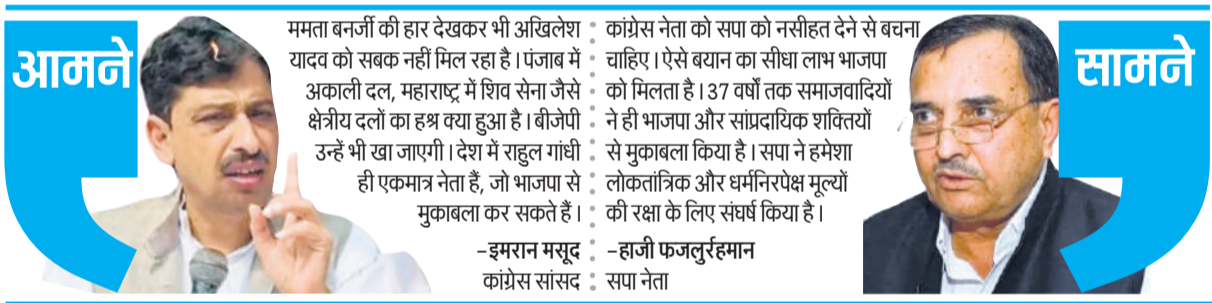 आमने
ममता बनर्जी की हार देखकर भी अखिलेश
यादव को सबक नहीं मिल रहा है। पंजाब में
अकाली दल, महाराष्ट्र में शिव सेना जैसे
क्षेत्रीय दलों का हश्र क्या हुआ है। बीजेपी
उन्हें भी खा जाएगी। देश में राहुल गांधी
ही एकमात्र नेता हैं, जो भाजपा से
मुकाबला कर सकते हैं।
-इमरान मसूद
कांग्रेस सांसद
कांग्रेस नेता को सपा को नसीहत देने से बचना
चाहिए। ऐसे बयान का सीधा लाभ भाजपा
को मिलता है। 37 वर्षों तक समाजवादियों
ने ही भाजपा और सांप्रदायिक शक्तियों
से मुकाबला किया है। सपा ने हमेशा
लोकतांत्रिक और धर्मनिरपेक्ष मूल्यों
की रक्षा के लिए संघर्ष किया है।
-हाजी फजलुर्रहमान
सपा नेता
सामने